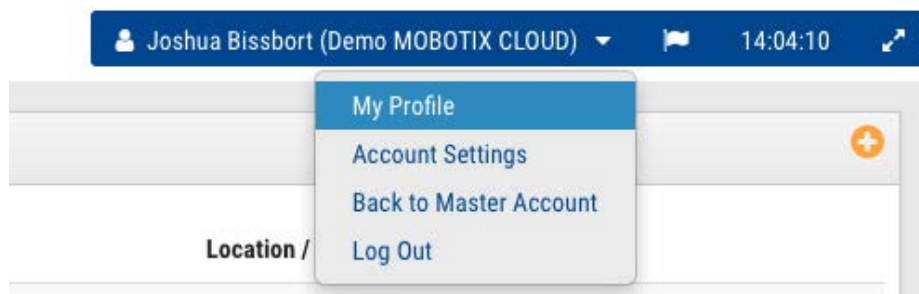 Joshua Bissbort (Demo MOBOTIX CLOUD) 14:04:10
My Profile
Account Settings
Back to Master Account
Location /
Log Out